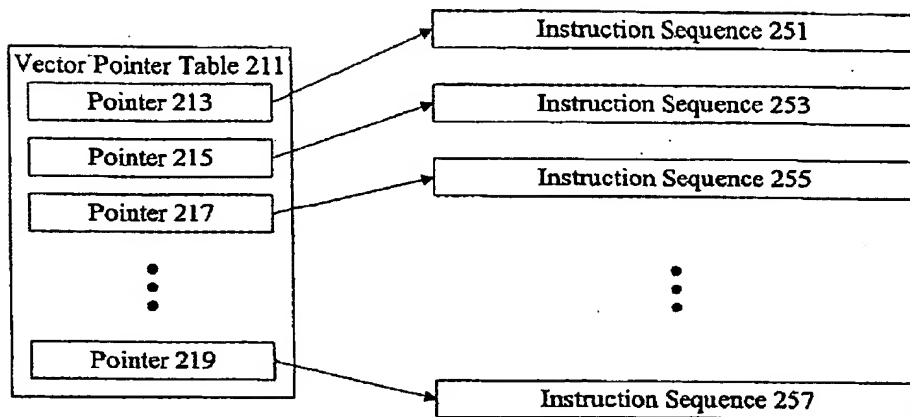 Vector Pointer Table 211
Pointer 213
Pointer 215
Pointer 217
Pointer 219
Instruction Sequence 251
Instruction Sequence 253
Instruction Sequence 255
Instruction Sequence 257